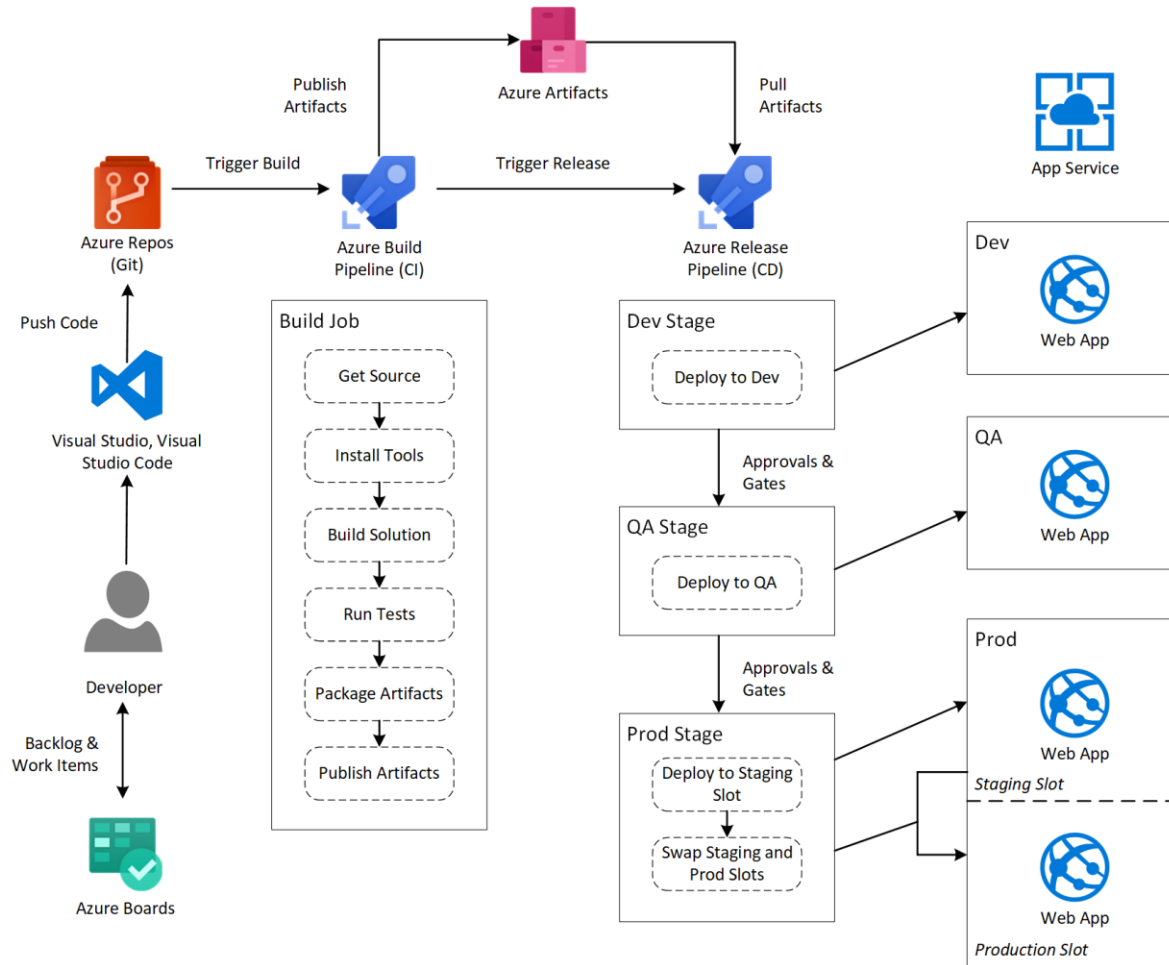 Publish
Artifacts
Azure Artifacts
Pull
Artifacts
App Service
Trigger Build
Trigger Release
Azure Repos
(Git)
Azure Build
Pipeline (CI)
Azure Release
Pipeline (CD)
Push Code
Visual Studio, Visual
Studio Code
Developer
Backlog &
Work Items
Azure Boards
Build Job
Get Source
Install Tools
Build Solution
Run Tests
Package Artifacts
Publish Artifacts
Dev Stage
Deploy to Dev
Approvals &
Gates
QA Stage
Deploy to QA
Approvals &
Gates
Prod Stage
Deploy to Staging
Slot
Swap Staging and
Prod Slots
Dev
Web App
QA
Web App
Prod
Web App
Staging Slot
Web App
Production Slot